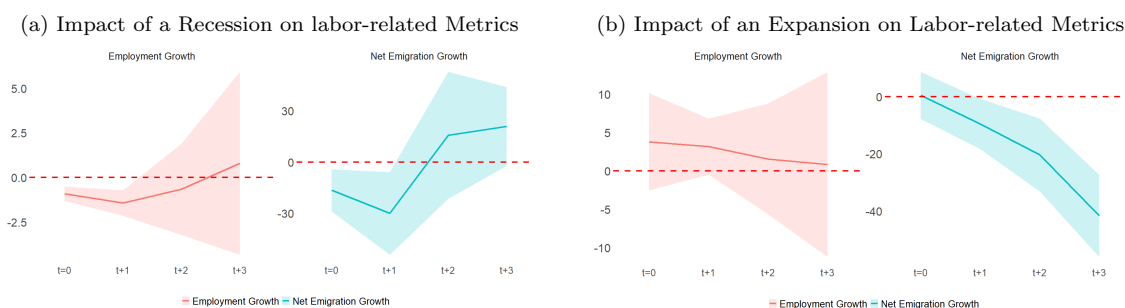 (a) Impact of a Recession on labor-related Metrics
Employment Growth
Net Emigration Growth
5.0
2.5
0.0
-2.5
t=0 t+1 t+2 t+3
30
0
-30
t=0 t+1 t+2 t+3
Employment Growth Net Emigration Growth
(b) Impact of an Expansion on Labor-related Metrics
Employment Growth
Net Emigration Growth
10
5
0
-5
-10
t=0 t+1 t+2 t+3
0
-20
-40
t=0 t+1 t+2 t+3
Employment Growth Net Emigration Growth